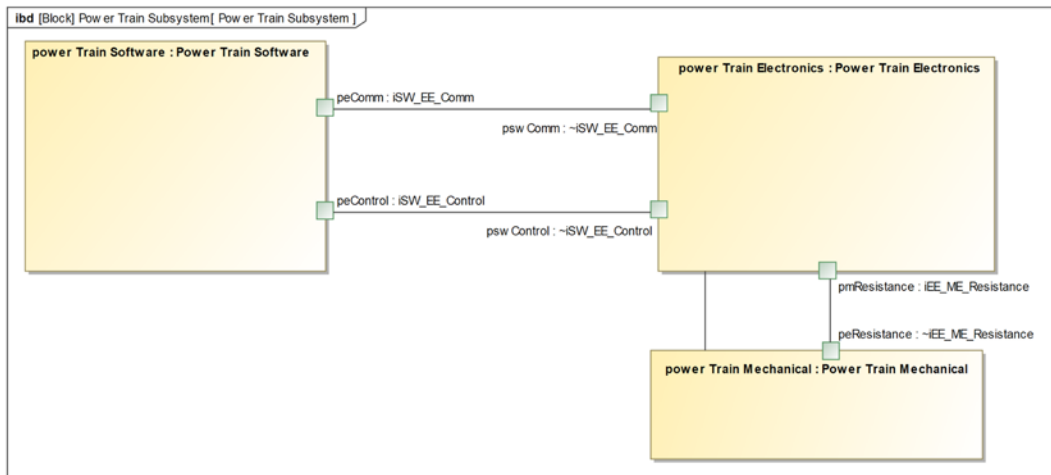 ibd [Block] Power Train Subsystem[ Power Train Subsystem ]
power Train Software : Power Train Software
power Train Electronics : Power Train Electronics
peComm : iSW_EE_Comm
psw Comm : ~iSW_EE_Comm
peControl : iSW_EE_Control
psw Control : ~iSW_EE_Control
pmResistance : iEE_ME_Resistance
peResistance : ~iEE_ME_Resistance
power Train Mechanical : Power Train Mechanical